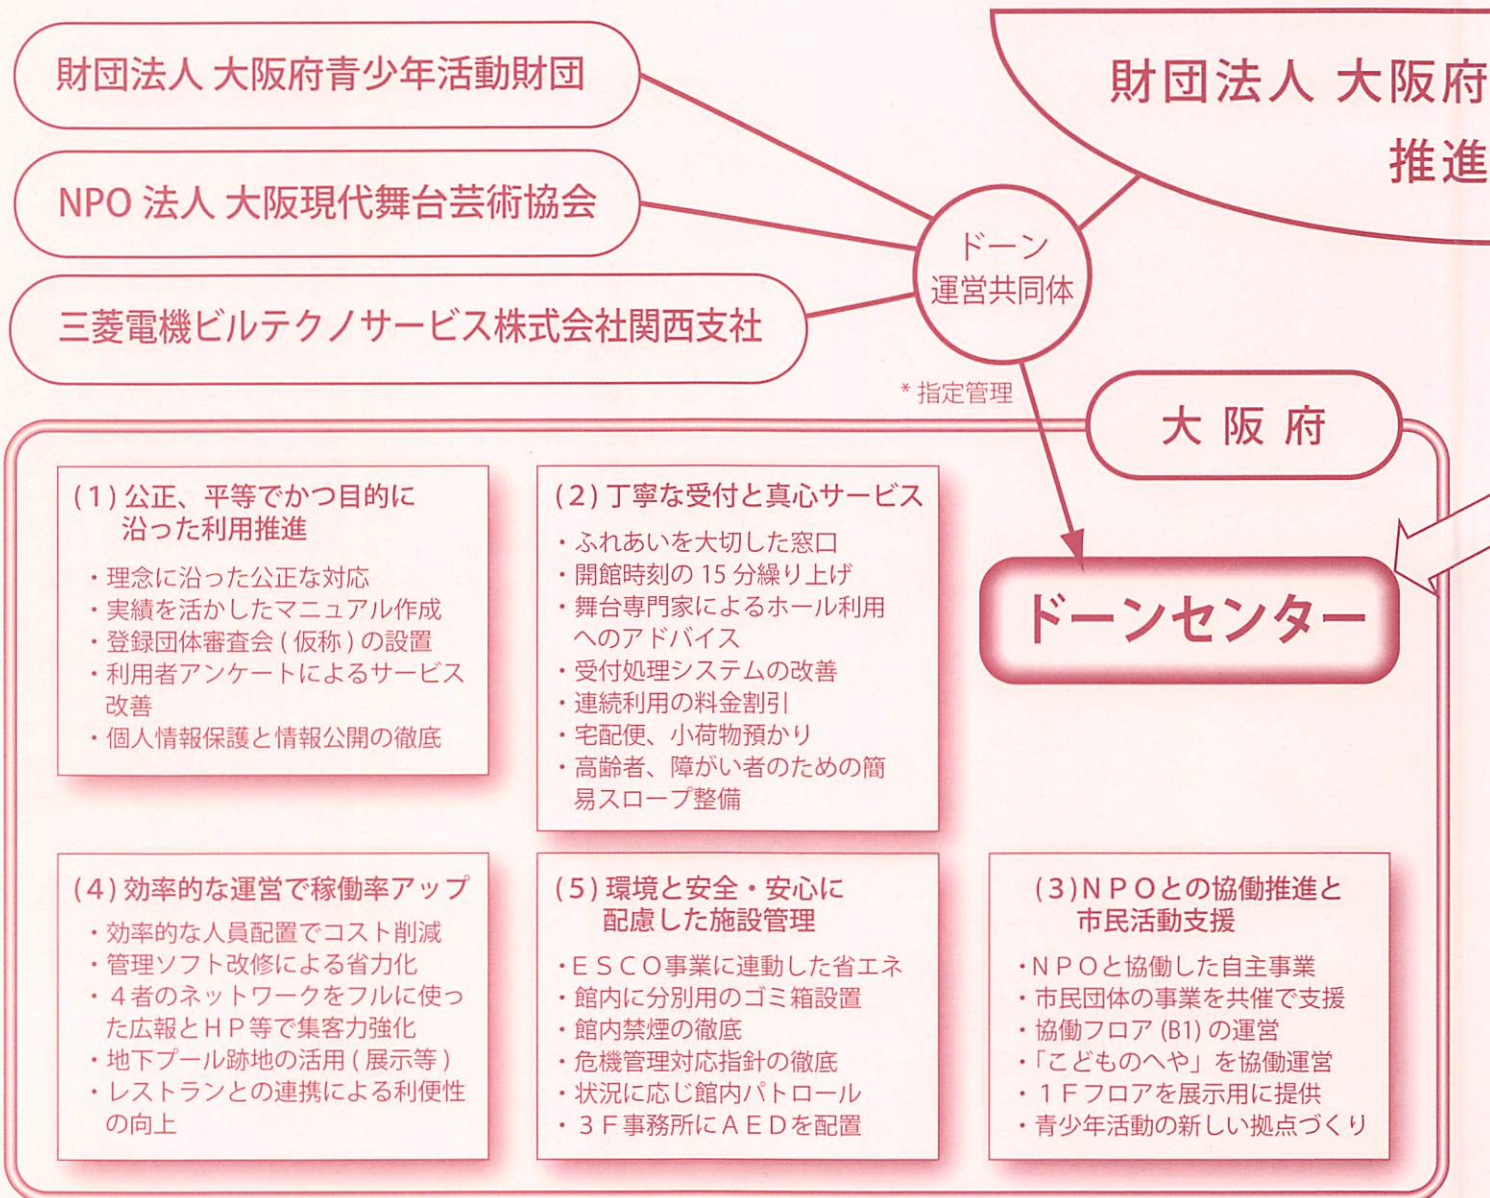 財団法人 大阪府青少年活動財団
NPO 法人 大阪現代舞台芸術協会
三菱電機ビルテクノサービス株式会社関西支社
財団法人 大阪府
推進
ドーン
運営共同体
* 指定管理
大 阪 府
ドーンセンター
(1) 公正、平等でかつ目的に
沿った利用推進
・理念に沿った公正な対応
・実績を活かしたマニュアル作成
・登録団体審査会 ( 仮称 ) の設置
・利用者アンケートによるサービス
改善
・個人情報保護と情報公開の徹底
(2) 丁寧な受付と真心サービス
・ふれあいを大切した窓口
・開館時刻の 15 分繰り上げ
・舞台専門家によるホール利用
へのアドバイス
・受付処理システムの改善
・連続利用の料金割引
・宅配便、小荷物預かり
・高齢者、障がい者のための簡
易スロープ整備
(4) 効率的な運営で稼働率アップ
・効率的な人員配置でコスト削減
・管理ソフト改修による省力化
・４者のネットワークをフルに使っ
た広報とＨＰ等で集客力強化
・地下プール跡地の活用 ( 展示等 )
・レストランとの連携による利便性
の向上
(5) 環境と安全・安心に
配慮した施設管理
・ＥＳＣＯ事業に連動した省エネ
・館内に分別用のゴミ箱設置
・館内禁煙の徹底
・危機管理対応指針の徹底
・状況に応じ館内パトロール
・３Ｆ事務所にＡＥＤを配置
(3)ＮＰＯとの協働推進と
市民活動支援
・ＮＰＯと協働した自主事業
・市民団体の事業を共催で支援
・協働フロア (B1) の運営
・「こどものへや」を協働運営
・１Ｆフロアを展示用に提供
・青少年活動の新しい拠点づくり